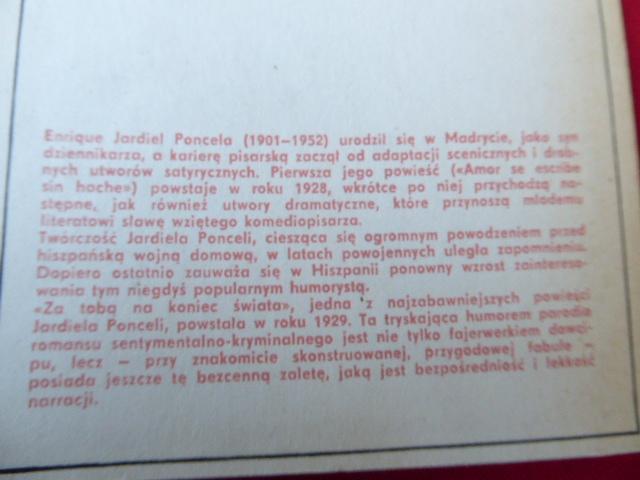 Enrique Jardiel Poncela (1901—1952) urodził się w Madrycie, jako syn
dziennikarza, a karierę pisarską zaczął od adaptacji scenicznych i drob-
nych utworów satyrycznych. Pierwsza jego powieść («Amor se escribe
sin hache») powstaje w roku 1928, wkrótce po niej przychodzą na-
stępne, jak również utwory dramatyczne, które przynoszą młodemu
literatowi sławę wziętego komediopisarza.
Twórczość Jardiela Ponceli, ciesząca się ogromnym powodzeniem przed
hiszpańską wojną domową, w latach powojennych uległa zapomnieniu.
Dopiero ostatnio zauważa się w Hiszpanii ponowny wzrost zaintereso-
wania tym niegdyś popularnym humorystą.
«Za tobą na koniec świata», jedna z najzabawniejszych powieści
Jardiela Ponceli, powstała w roku 1929. Ta tryskająca humorem parodia
romansu sentymentalno-kryminalnego jest nie tylko fajerwerkiem dowci-
pu, lecz — przy znakomicie skonstruowanej, przygodowej fabule —
posiada jeszcze tę bezcenną zaletę, jaką jest bezpośredniość i lekkość
narracji.